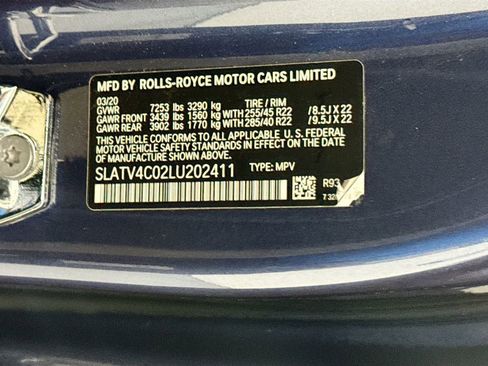 MFD BY ROLLS-ROYCE MOTOR CARS LIMITED
03/20
GVWR 7253 lbs 3290 kg TIRE / RIM
GAWR FRONT 3439 lbs 1560 kg 255/45 R22 / 8.5J X 22
GAWR REAR 3902 lbs 1770 kg 285/40 R22 / 9.5J X 22
THIS VEHICLE CONFORMS TO ALL APPLICABLE U.S. FEDERAL
MOTOR VEHICLE SAFETY STANDARDS IN EFFECT ON THE
DATE OF MANUFACTURE SHOWN ABOVE.
SLATV4C02LU202411 TYPE: MPV
R93